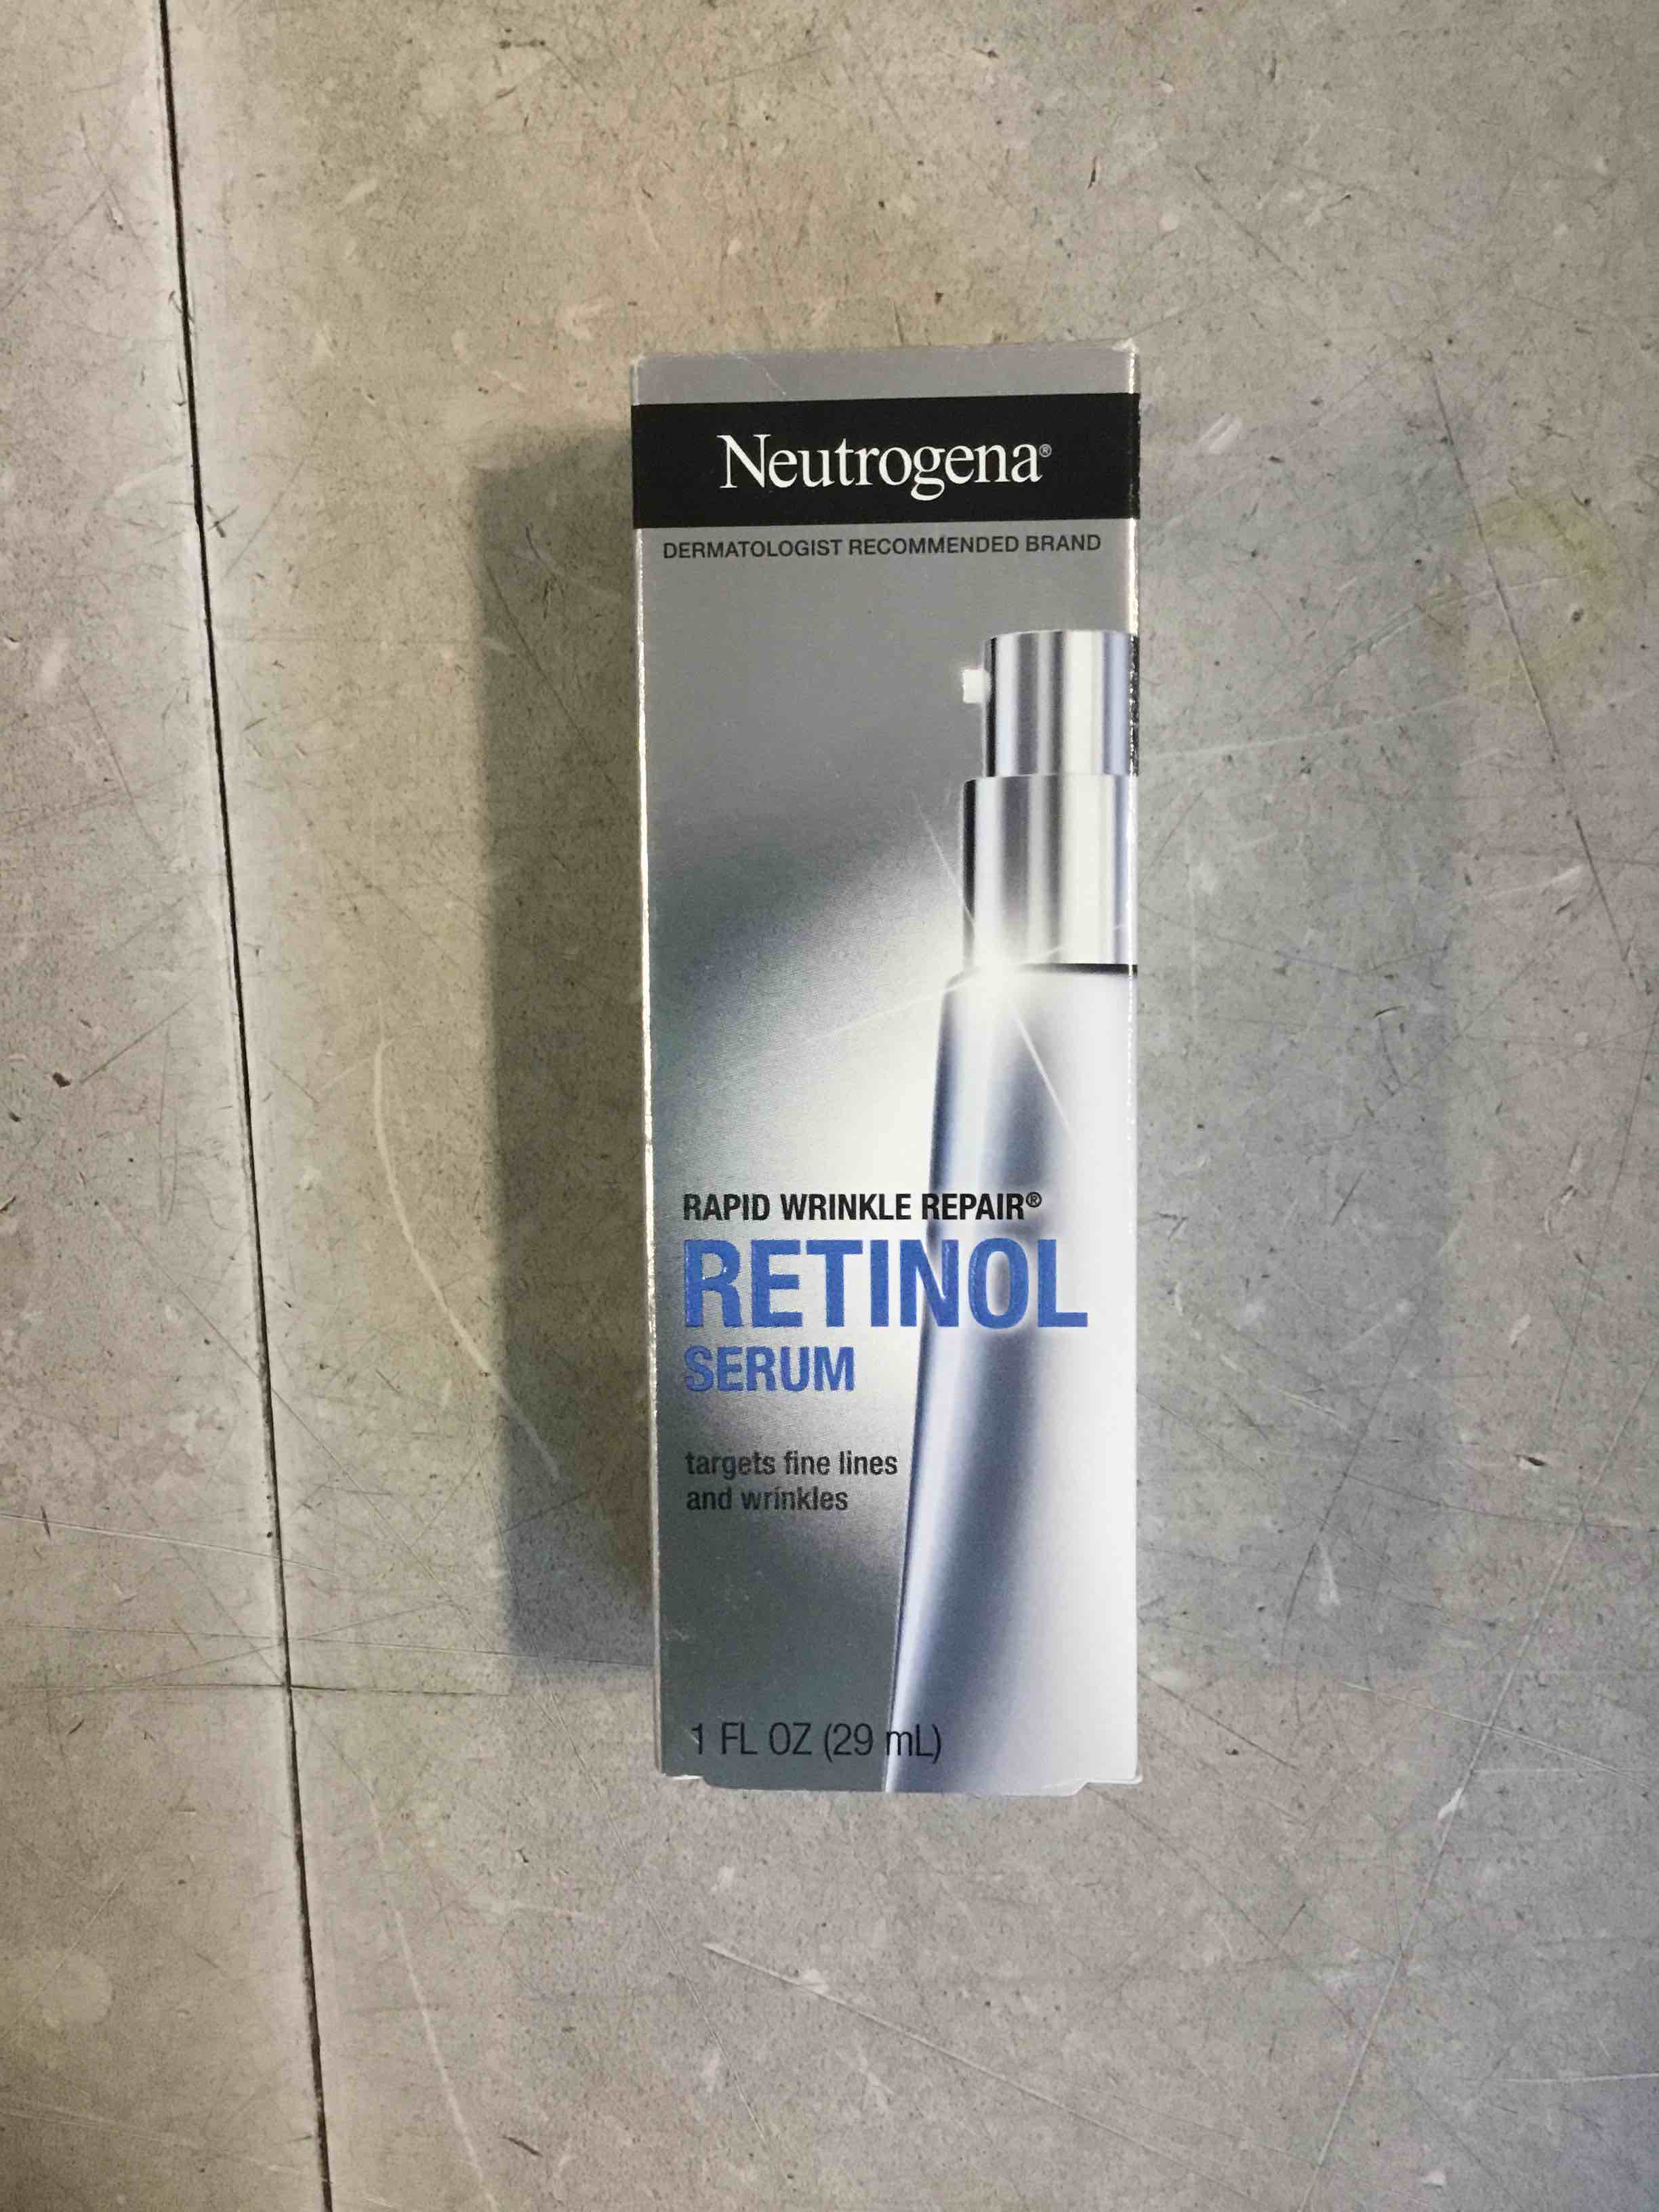 Neutrogena®
DERMATOLOGIST RECOMMENDED BRAND
RAPID WRINKLE REPAIR®
RETINOL
SERUM
targets fine lines
and wrinkles
1 FL OZ (29 mL)